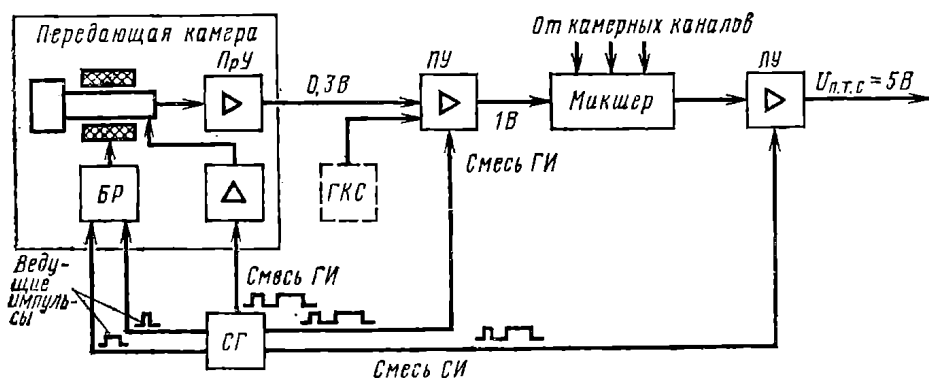 Передающая камера
ПрУ
БР
0,3В
ГКС
ПУ
1В
Смесь ГИ
От камерных каналов
Микшер
ЛУ
Uп.т.с = 5В
Веду-
щие
импуль-
сы
Смесь ГИ
СГ
Смесь СИ